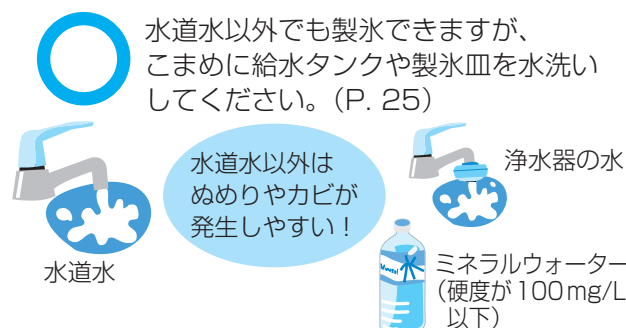 水道水以外でも製氷できますが、
こまめに給水タンクや製氷皿を水洗い
してください。(P. 25)
水道水以外は
ぬめりやカビが
発生しやすい！
浄水器の水
水道水
ミネラルウォーター
(硬度が100mg/L
以下)